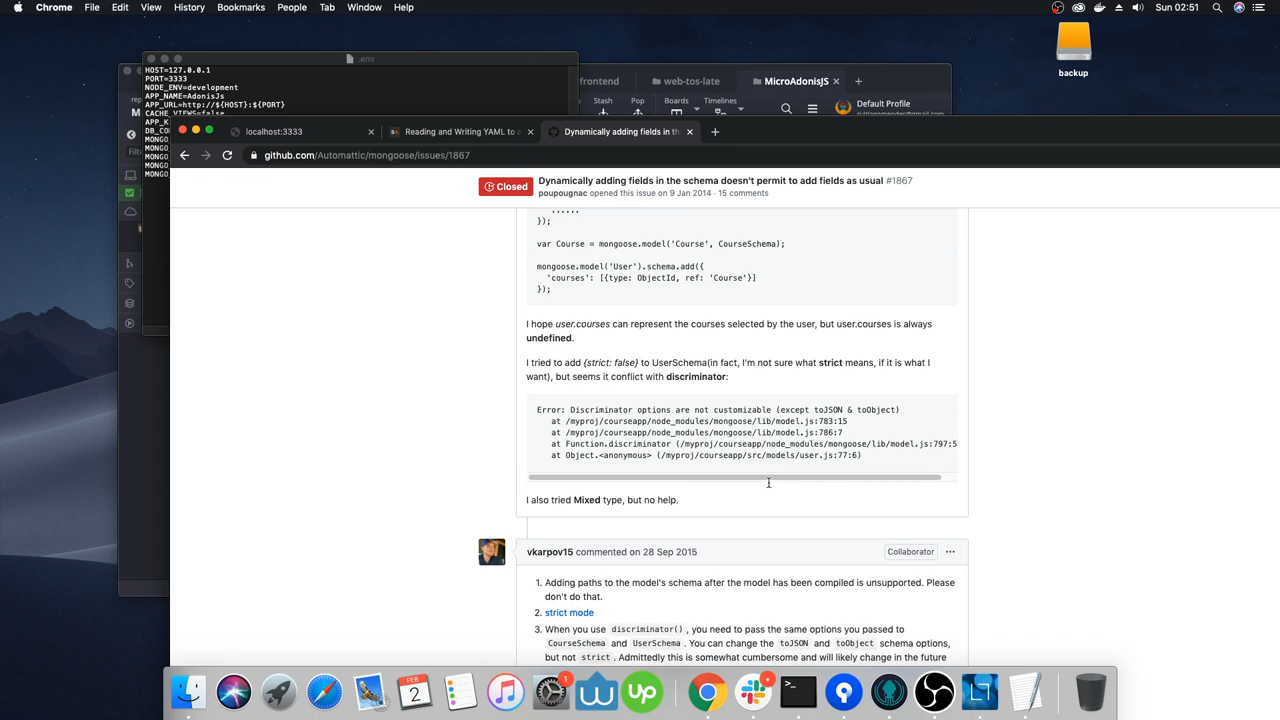 Chrome File Edit View History Bookmarks People Tab Window Help Sun 02:51
backup
.env
HOST=127.0.0.1
PORT=3333
NODE_ENV=development
APP_NAME=AdonisJs
APP_URL=http://${HOST}:${PORT}
CACHE_VIEWS=false
APP_K
DB_CO
MONGO
MONGO
MONGO
MONGO
MONGO
frontend web-tos-late MicroAdonisJS
Stash Pop Boards Timelines Default Profile
localhost:3333 Reading and Writing YAML to a Dynamically adding fields in th
github.com/Automattic/mongoose/issues/1867
Closed
Dynamically adding fields in the schema doesn't permit to add fields as usual #1867
poupougnac opened this issue on 9 Jan 2014 · 15 comments
......
});
var Course = mongoose.model('Course', CourseSchema);
mongoose.model('User').schema.add({
'courses': [{type: ObjectId, ref: 'Course'}]
});
I hope user.courses can represent the courses selected by the user, but user.courses is always
undefined.
I tried to add {strict: false} to UserSchema(in fact, I'm not sure what strict means, if it is what I
want), but seems it conflict with discriminator:
Error: Discriminator options are not customizable (except toJSON & toObject)
at /myproj/courseapp/node_modules/mongoose/lib/model.js:783:15
at /myproj/courseapp/node_modules/mongoose/lib/model.js:786:7
at Function.discriminator (/myproj/courseapp/node_modules/mongoose/lib/model.js:797:5
at Object.<anonymous> (/myproj/courseapp/src/models/user.js:77:6)
I also tried Mixed type, but no help.
vkarpov15 commented on 28 Sep 2015 Collaborator ...
1. Adding paths to the model's schema after the model has been compiled is unsupported. Please
don't do that.
2. strict mode
3. When you use discriminator() , you need to pass the same options you passed to
CourseSchema and UserSchema . You can change the toJSON and toObject schema options,
but not strict . Admittedly this is somewhat cumbersome and will likely change in the future
FEB
2
1
up